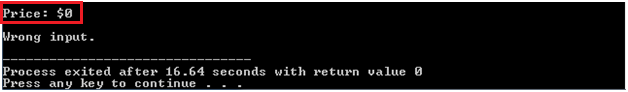 Price: $0
Wrong input.
--------------------------------
Process exited after 16.64 seconds with return value 0
Press any key to continue . . .